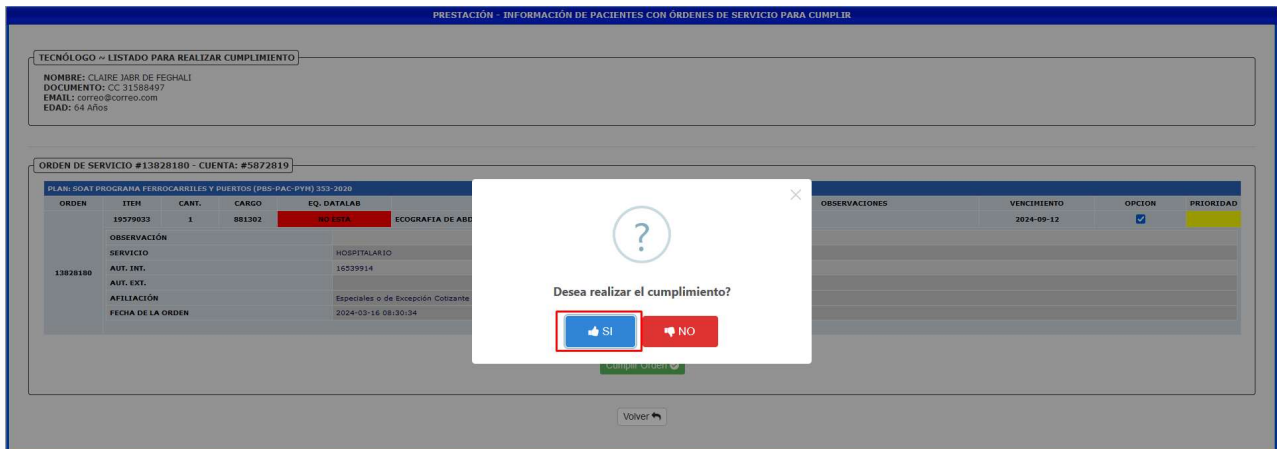 PRESTACIÓN - INFORMACIÓN DE PACIENTES CON ÓRDENES DE SERVICIO PARA CUMPLIR
TECNÓLOGO ~ LISTADO PARA REALIZAR CUMPLIMIENTO
NOMBRE: CLAIRE JABR DE FEGHALI
DOCUMENTO: CC 31588497
EMAIL: correo@correo.com
EDAD: 64 Años
ORDEN DE SERVICIO #13828180 - CUENTA: #5872819
PLAN: SOAT PROGRAMA FERROCARRILES Y PUERTOS (PBS-PAC-PYM) 353-2020
ORDEN ITEM CANT. CARGO EQ. DATALAB OBSERVACIONES VENCIMIENTO OPCION PRIORIDAD
19579033 1 881302 NO ESTA ECOGRAFIA DE ABD 2024-09-12
13828180
OBSERVACIÓN
SERVICIO HOSPITALARIO
AUT. INT. 16539914
AUT. EXT.
AFILIACIÓN Especiales o de Excepción Cotizante
FECHA DE LA ORDEN 2024-03-16 08:30:34
?
Desea realizar el cumplimiento?
SI NO
Cumplir Orden
Volver